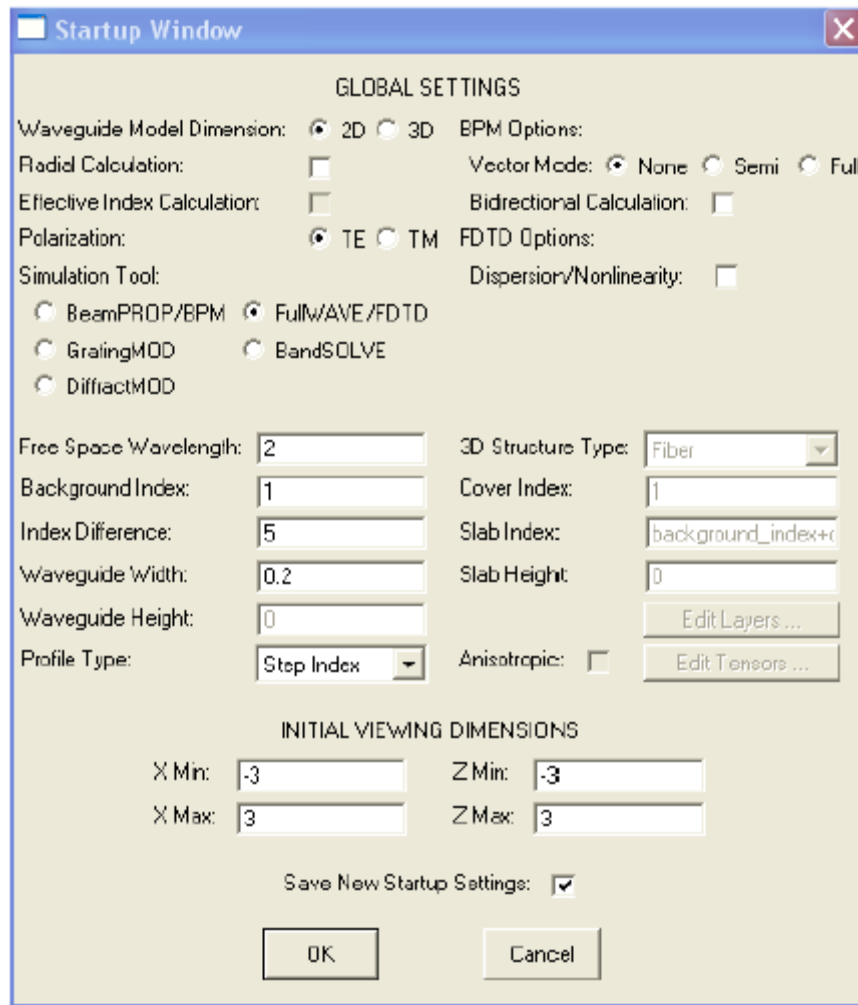 Startup Window
GLOBAL SETTINGS
Waveguide Model Dimension: 2D 3D BPM Options:
Radial Calculation: Vector Mode: None Semi Full
Effective Index Calculation: Bidirectional Calculation:
Polarization: TE TM FDTD Options:
Simulation Tool: Dispersion/Nonlinearity:
BeamPROP/BPM FullWAVE/FDTD
GratingMOD BandSOLVE
DiffractMOD
Free Space Wavelength: 2 3D Structure Type: Fiber
Background Index: 1 Cover Index: 1
Index Difference: 5 Slab Index: background_index+
Waveguide Width: 0.2 Slab Height: 0
Waveguide Height: 0 Edit Layers ...
Profile Type: Step Index Anisotropic: Edit Tensors ...
INITIAL VIEWING DIMENSIONS
X Min: -3 Z Min: -3
X Max: 3 Z Max: 3
Save New Startup Settings:
OK Cancel